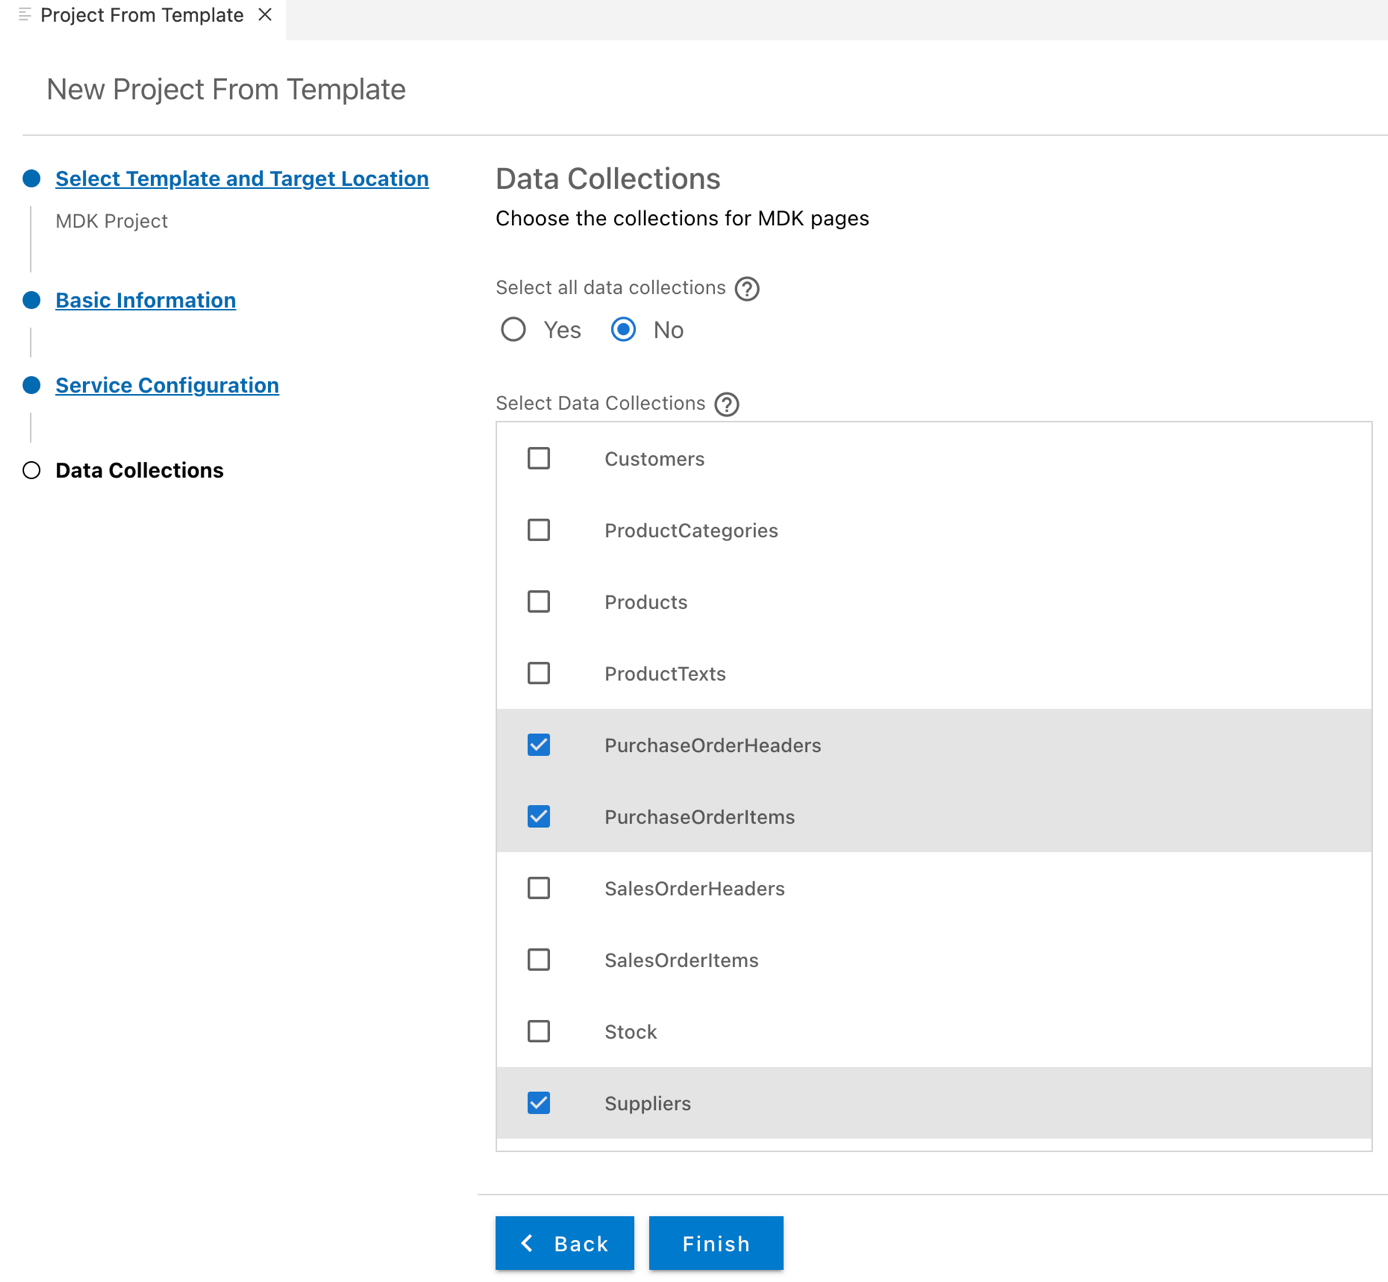 Project From Template
New Project From Template
Select Template and Target Location
MDK Project
Basic Information
Service Configuration
Data Collections
Data Collections
Choose the collections for MDK pages
Select all data collections ?
Yes No
Select Data Collections ?
Customers
ProductCategories
Products
ProductTexts
PurchaseOrderHeaders
PurchaseOrderItems
SalesOrderHeaders
SalesOrderItems
Stock
Suppliers
Back
Finish